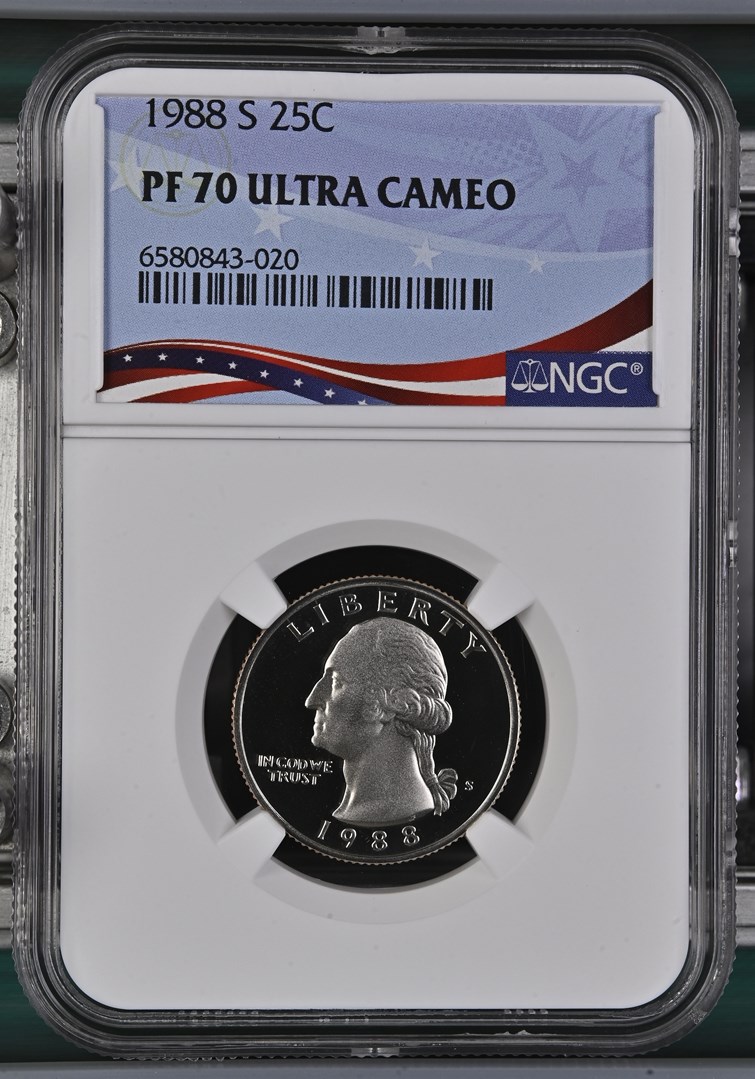 1988 S 25C
PF 70 ULTRA CAMEO
6580843-020
NGC®
LIBERTY
IN GOD WE
TRUST
S
1988